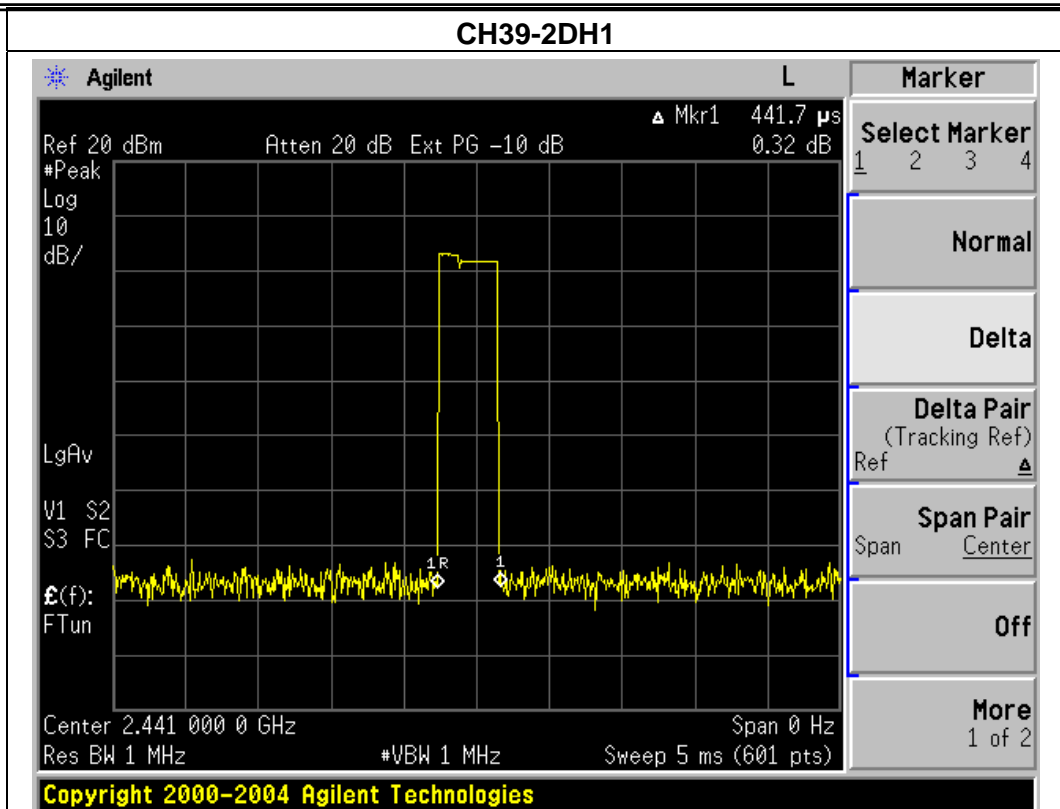 CH39-2DH1
Agilent L
Δ Mkr1 441.7 µs
Ref 20 dBm Atten 20 dB Ext PG -10 dB 0.32 dB
#Peak
Log
10
dB/
LgAv
V1 S2
S3 FC
£(f):
FTun
1R 1
Center 2.441 000 0 GHz Span 0 Hz
Res BW 1 MHz #VBW 1 MHz Sweep 5 ms (601 pts)
Copyright 2000-2004 Agilent Technologies
Marker
Select Marker
1 2 3 4
Normal
Delta
Delta Pair
(Tracking Ref)
Ref Δ
Span Pair
Span Center
Off
More
1 of 2